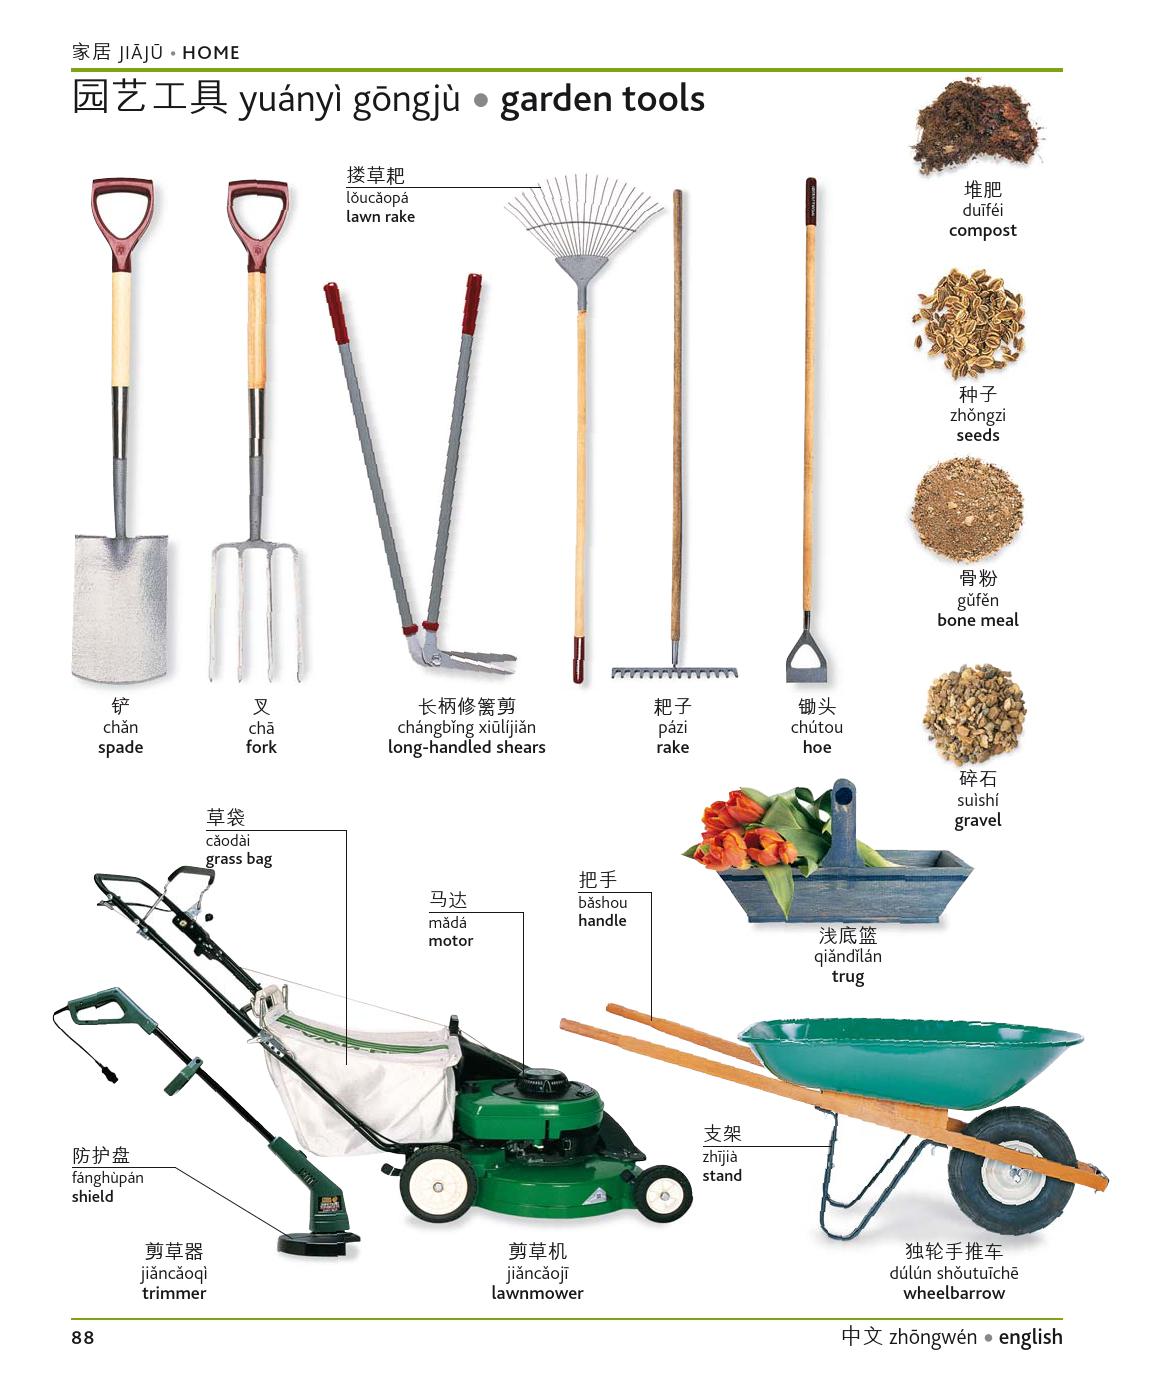 家居 JIĀJŪ • HOME
园艺工具 yuányì gōngjù • garden tools
搂草耙
lǒucǎopá
lawn rake
堆肥
duīféi
compost
种子
zhǒngzi
seeds
骨粉
gǔfěn
bone meal
铲
chǎn
spade
叉
chā
fork
长柄修篱剪
chángbǐng xiūlíjiǎn
long-handled shears
耙子
pázi
rake
锄头
chútou
hoe
碎石
suìshí
gravel
草袋
cǎodài
grass bag
马达
mǎdá
motor
把手
bǎshou
handle
浅底篮
qiǎndǐlán
trug
防护盘
fánghùpán
shield
支架
zhījià
stand
剪草器
jiǎncǎoqì
trimmer
剪草机
jiǎncǎojī
lawnmower
独轮手推车
dúlún shǒutuīchē
wheelbarrow
88
中文 zhōngwén • english